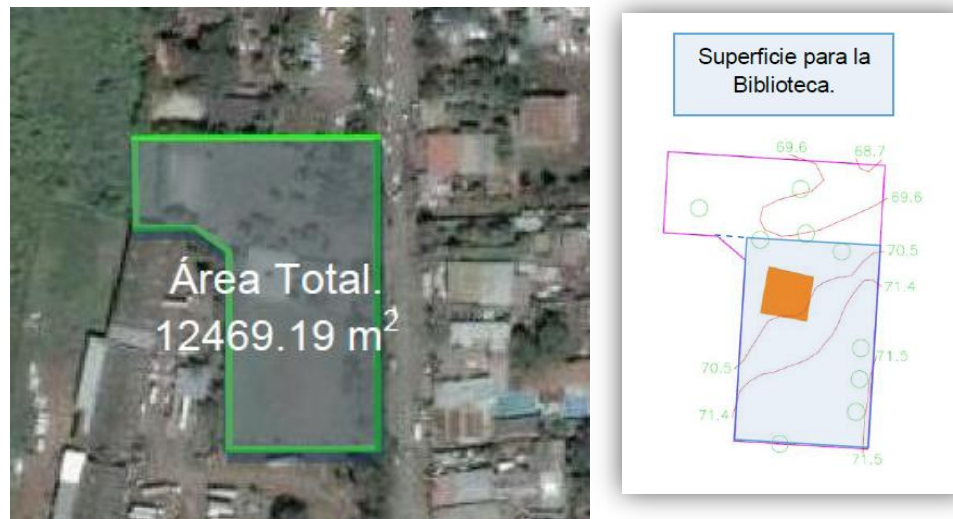 Área Total.
12469.19 m²
Superficie para la
Biblioteca.
69.6
68.7
69.6
70.5
71.4
71.5
70.5
71.4
71.5